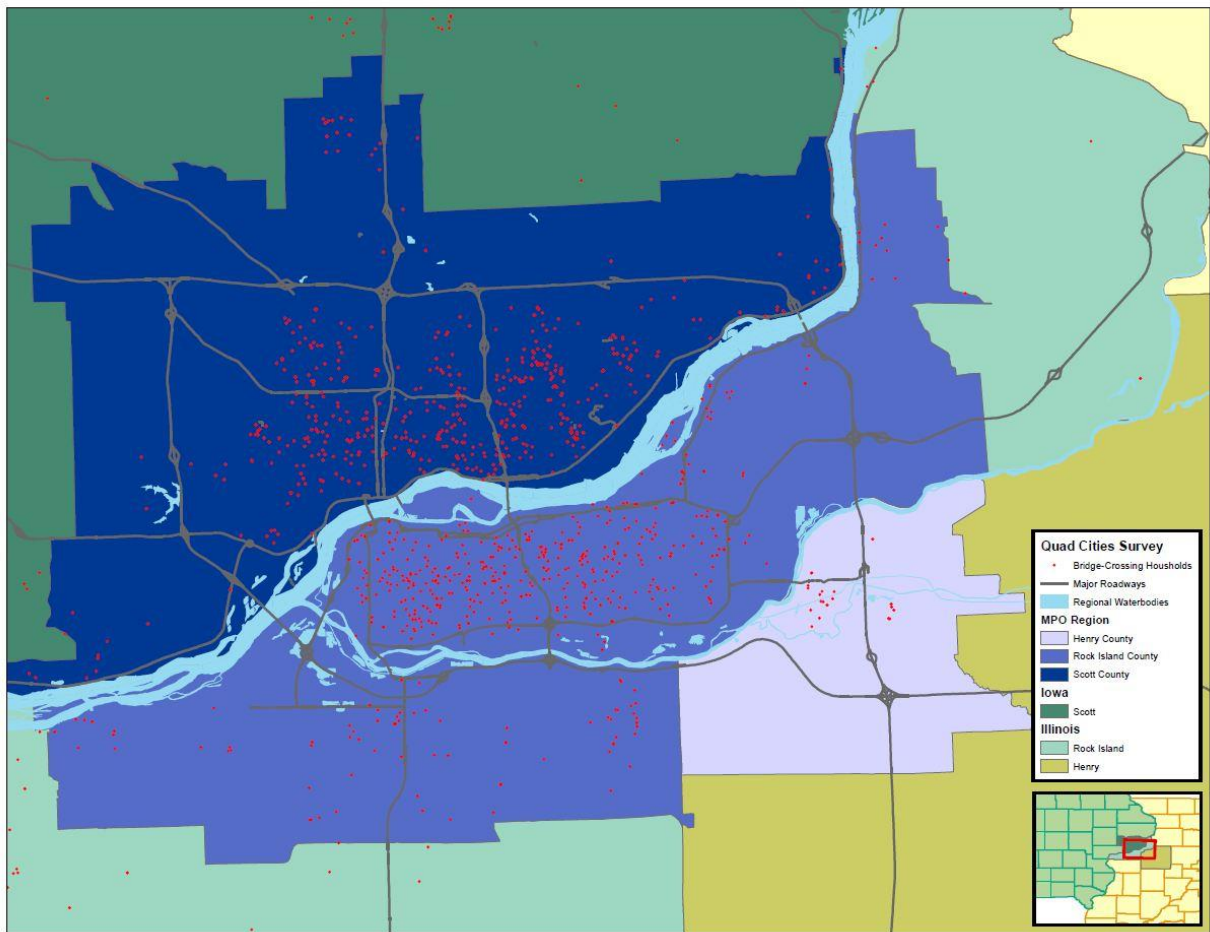 Quad Cities Survey
Bridge-Crossing Housholds
Major Roadways
Regional Waterbodies
MPO Region
Henry County
Rock Island County
Scott County
Iowa
Scott
Illinois
Rock Island
Henry